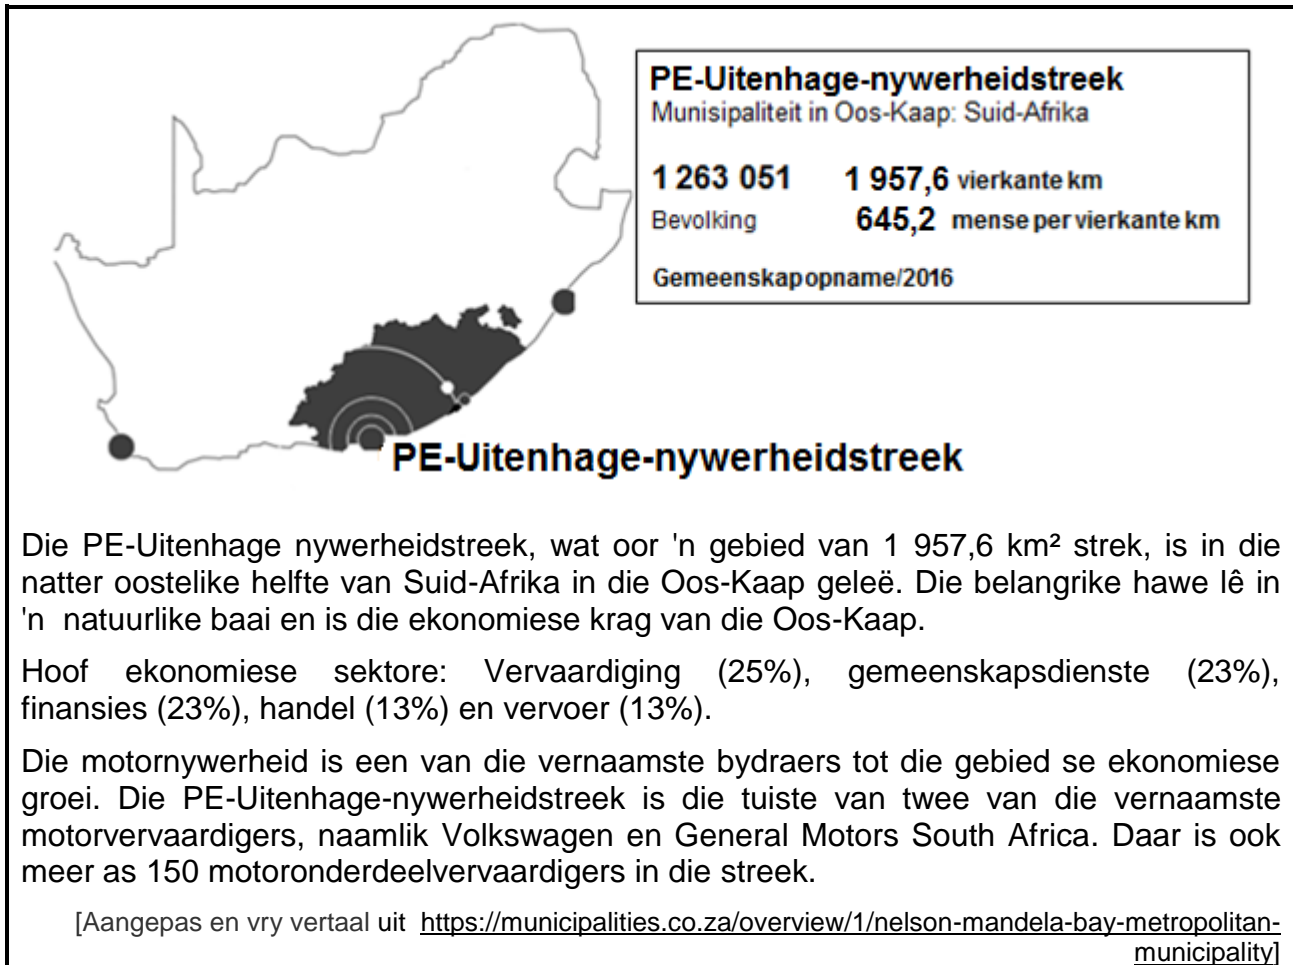 PE-Uitenhage-nywerheidstreek
Munisipaliteit in Oos-Kaap: Suid-Afrika
1 263 051 1 957,6 vierkante km
Bevolking 645,2 mense per vierkante km
Gemeenskapopname/2016
PE-Uitenhage-nywerheidstreek
Die PE-Uitenhage nywerheidstreek, wat oor 'n gebied van 1 957,6 km² strek, is in die
natter oostelike helfte van Suid-Afrika in die Oos-Kaap geleë. Die belangrike hawe lê in
'n natuurlike baai en is die ekonomiese krag van die Oos-Kaap.
Hoof ekonomiese sektore: Vervaardiging (25%), gemeenskapsdienste (23%),
finansies (23%), handel (13%) en vervoer (13%).
Die motornywerheid is een van die vernaamste bydraers tot die gebied se ekonomiese
groei. Die PE-Uitenhage-nywerheidstreek is die tuiste van twee van die vernaamste
motorvervaardigers, naamlik Volkswagen en General Motors South Africa. Daar is ook
meer as 150 motoronderdeelvervaardigers in die streek.
[Aangepas en vry vertaal uit https://municipalities.co.za/overview/1/nelson-mandela-bay-metropolitan-
municipality]